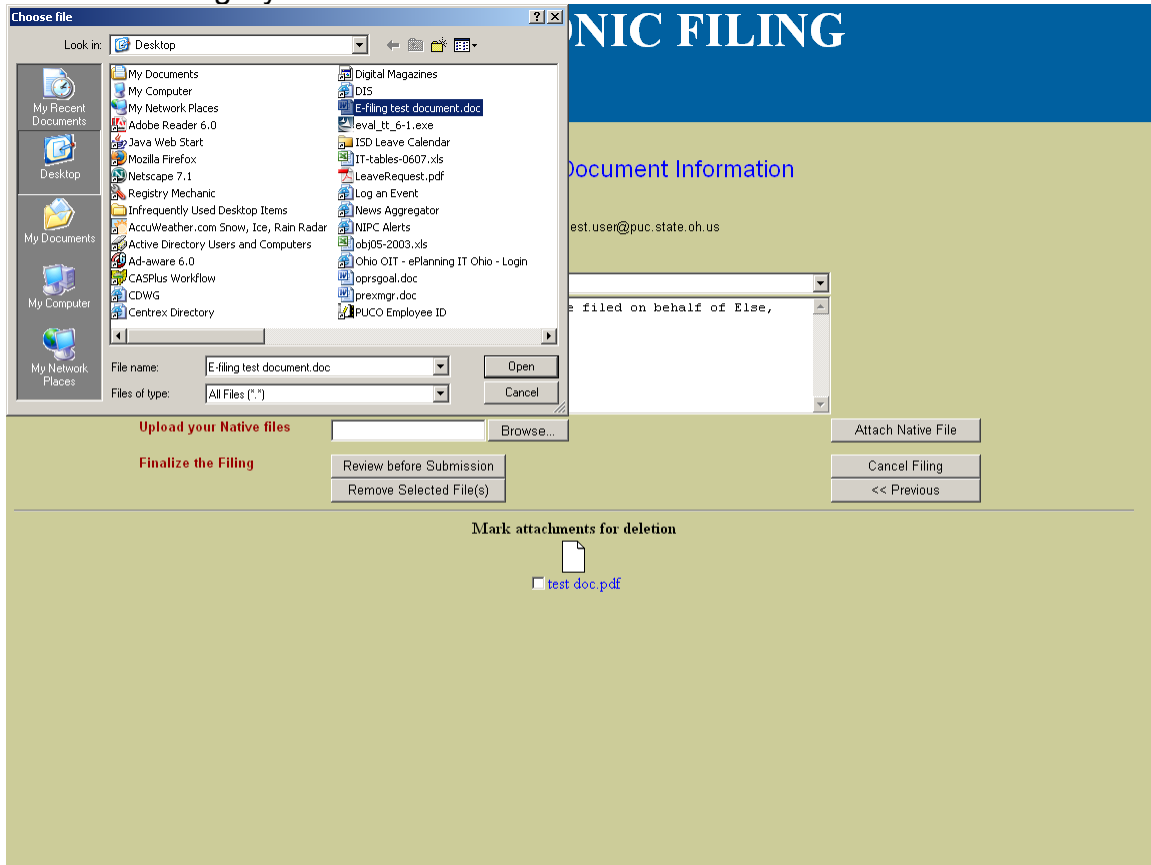 Choose file
NIC FILING
Look in: Desktop
My Recent Documents
Desktop
My Documents
My Computer
My Network Places
My Documents
My Computer
My Network Places
Adobe Reader 6.0
Java Web Start
Mozilla Firefox
Netscape 7.1
Registry Mechanic
Infrequently Used Desktop Items
AccuWeather.com Snow, Ice, Rain Radar
Active Directory Users and Computers
Ad-aware 6.0
CASPlus Workflow
CDWG
Centrex Directory
Digital Magazines
DIS
E-filing test document.doc
eval_tt_6-1.exe
ISD Leave Calendar
IT-tables-0607.xls
LeaveRequest.pdf
Log an Event
News Aggregator
NIPC Alerts
obj05-2003.xls
Ohio OIT - ePlanning IT Ohio - Login
oprsgoal.doc
prexmgr.doc
PUCO Employee ID
File name: E-filing test document.doc Open
Files of type: All Files (*.*) Cancel
Document Information
est.user@puc.state.oh.us
e filed on behalf of Else,
Upload your Native files Browse... Attach Native File
Finalize the Filing Review before Submission Cancel Filing
Remove Selected File(s) << Previous
Mark attachments for deletion
test doc.pdf